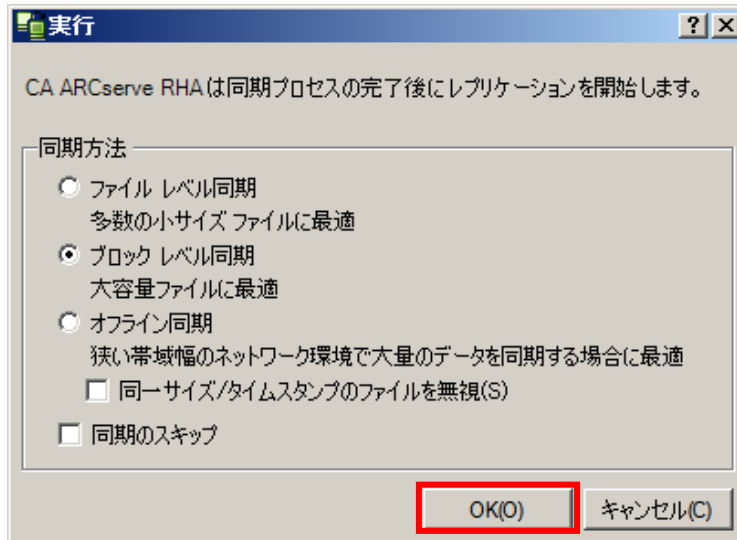 実行
CA ARCserve RHAは同期プロセスの完了後にレプリケーションを開始します。
同期方法
ファイル レベル同期
多数の小サイズ ファイルに最適
ブロック レベル同期
大容量ファイルに最適
オフライン同期
狭い帯域幅のネットワーク環境で大量のデータを同期する場合に最適
同一サイズ/タイムスタンプのファイルを無視(S)
同期のスキップ
OK(O)
キャンセル(C)